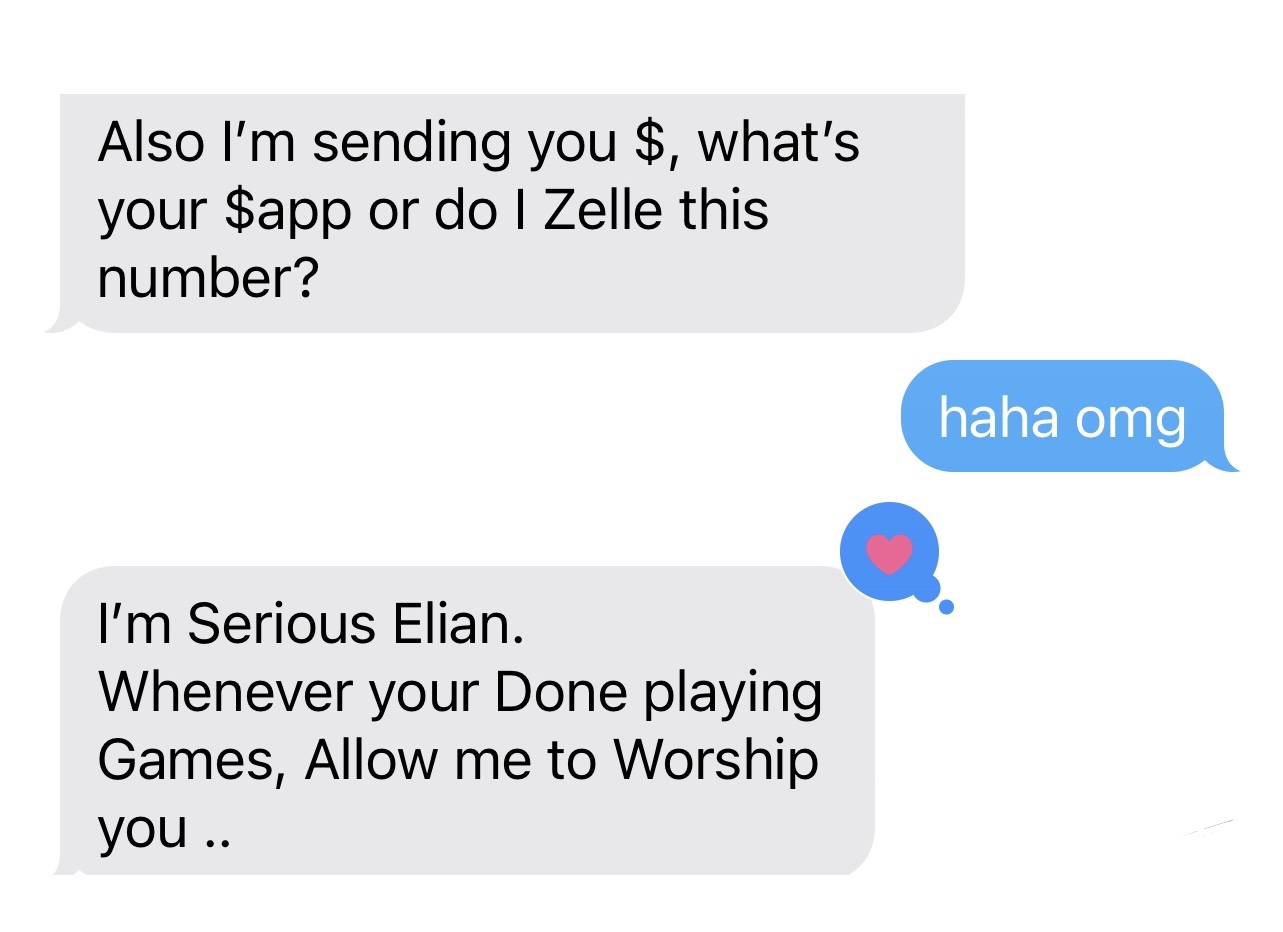 Also I’m sending you $, what’s
your $app or do I Zelle this
number?
haha omg
I’m Serious Elian.
Whenever your Done playing
Games, Allow me to Worship
you ..